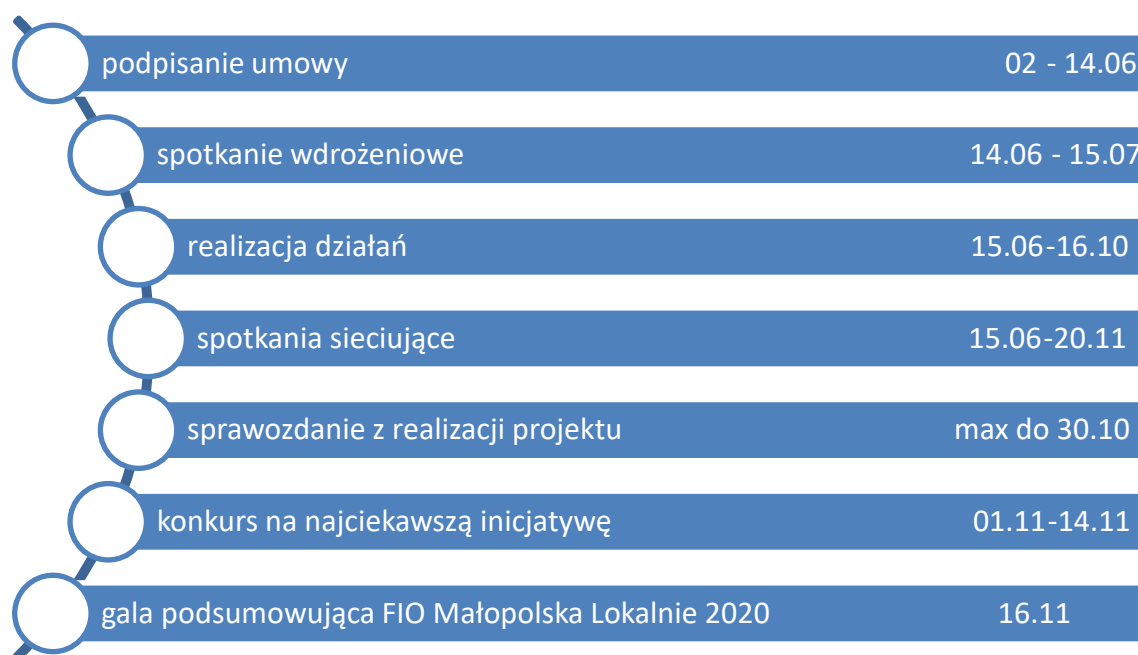 podpisanie umowy 02 - 14.06
spotkanie wdrożeniowe 14.06 - 15.07
realizacja działań 15.06-16.10
spotkania sieciujące 15.06-20.11
sprawozdanie z realizacji projektu max do 30.10
konkurs na najciekawszą inicjatywę 01.11-14.11
gala podsumowująca FIO Małopolska Lokalnie 2020 16.11